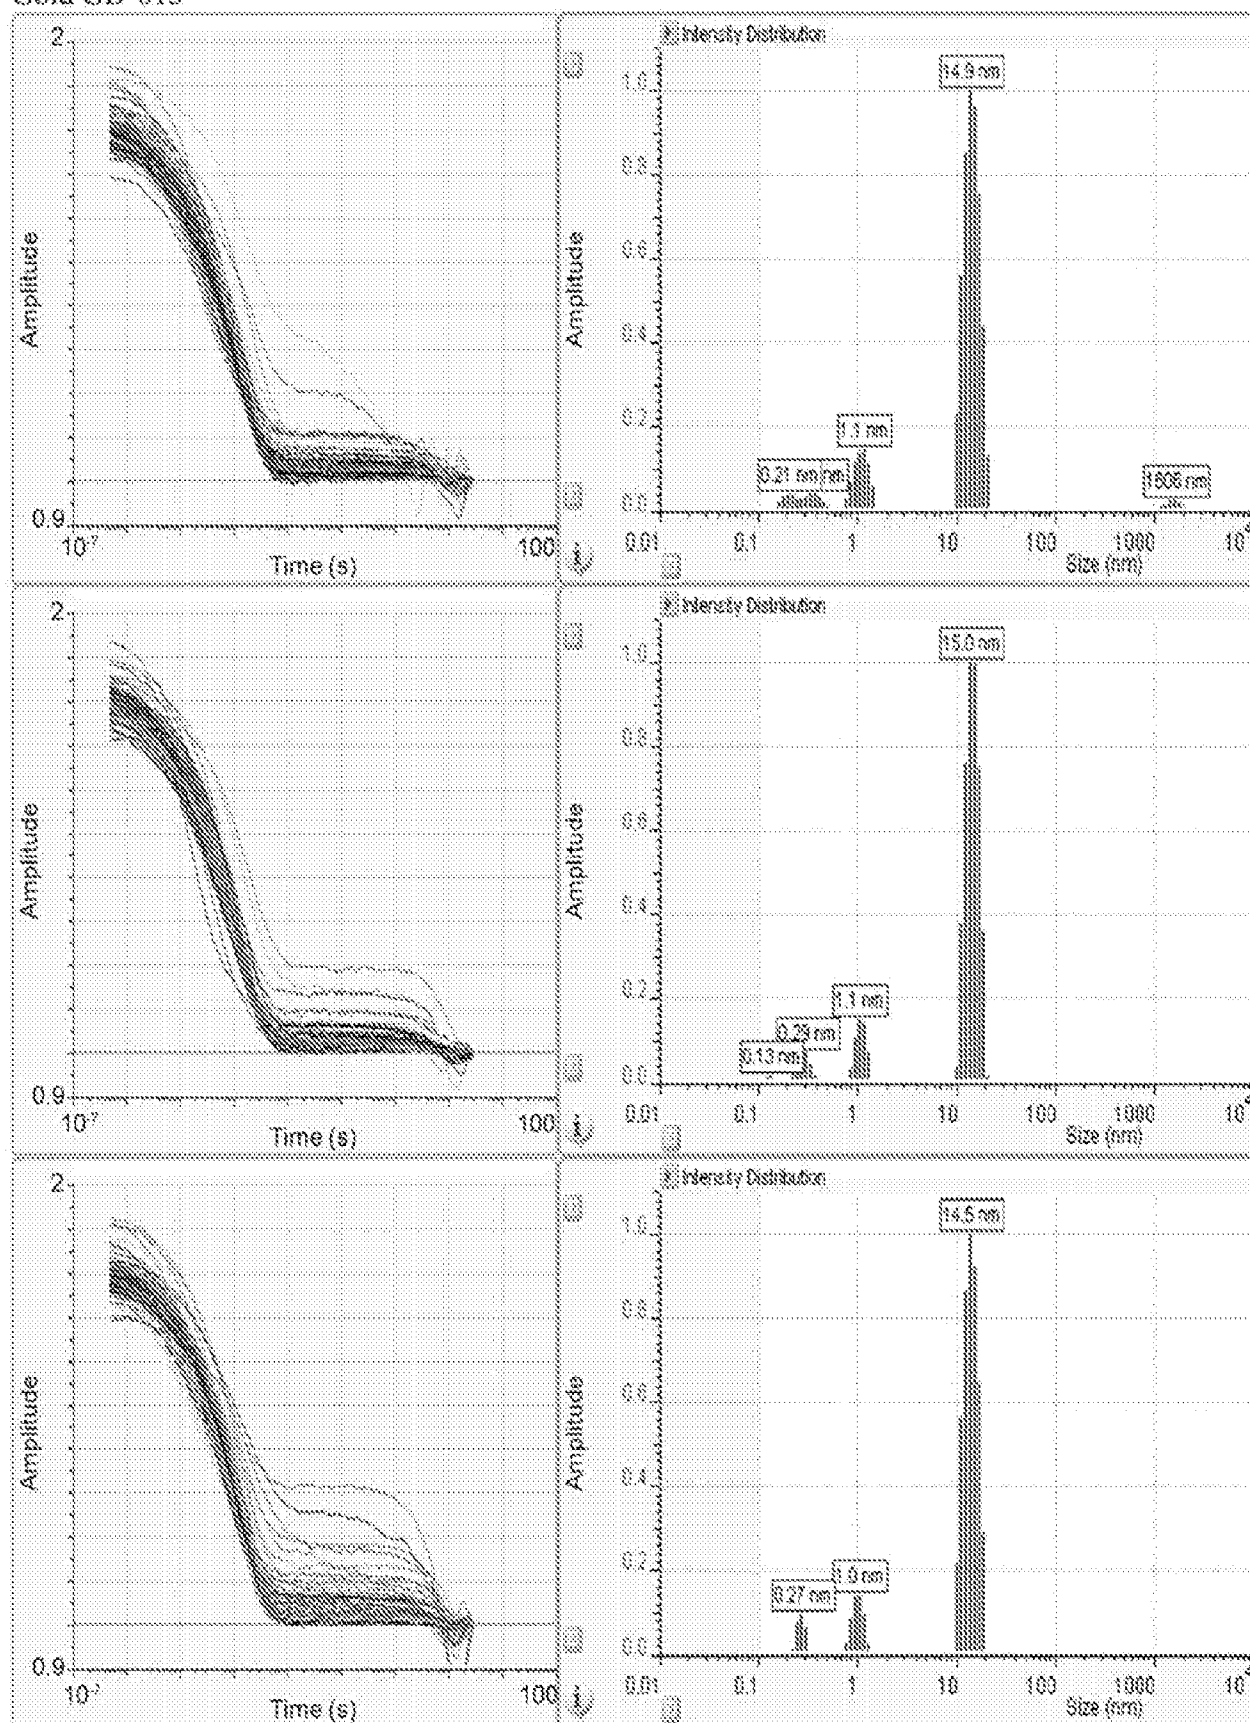 2
Amplitude
0.9
10⁻⁷
100
Time (s)
Intensity Distribution
Amplitude
1.0
0.8
0.6
0.4
0.2
0.0
14.9 nm
1.1 nm
0.21 nm nm
1606 nm
0.01 0.1 1 10 100 1000
Size (nm)
2
Amplitude
0.9
10⁻⁷
100
Time (s)
Intensity Distribution
Amplitude
1.0
0.8
0.6
0.4
0.2
0.0
15.0 nm
1.1 nm
0.29 nm
0.13 nm
0.01 0.1 1 10 100 1000
Size (nm)
2
Amplitude
0.9
10⁻⁷
100
Time (s)
Intensity Distribution
Amplitude
1.0
0.8
0.6
0.4
0.2
0.0
14.5 nm
1.0 nm
0.27 nm
0.01 0.1 1 10 100 1000
Size (nm)